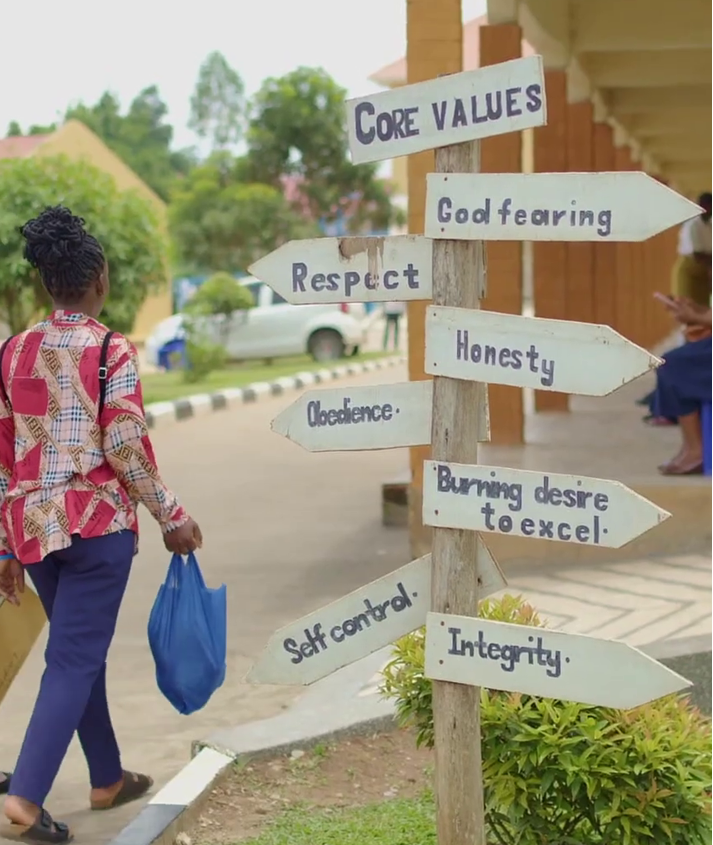 CORE VALUES
God fearing
Respect
Honesty
Obedience.
Burning desire
to excel.
Self control.
Integrity.